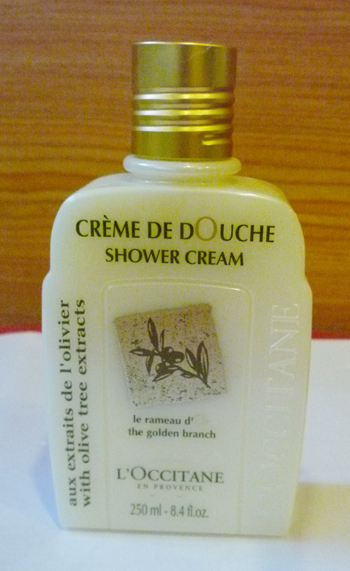 CRÈME DE DOUCHE
SHOWER CREAM
aux extraits de l'olivier
with olive tree extracts
L'OCCITANE
le rameau d'
the golden branch
L'OCCITANE
EN PROVENCE
250 ml - 8.4 fl.oz.